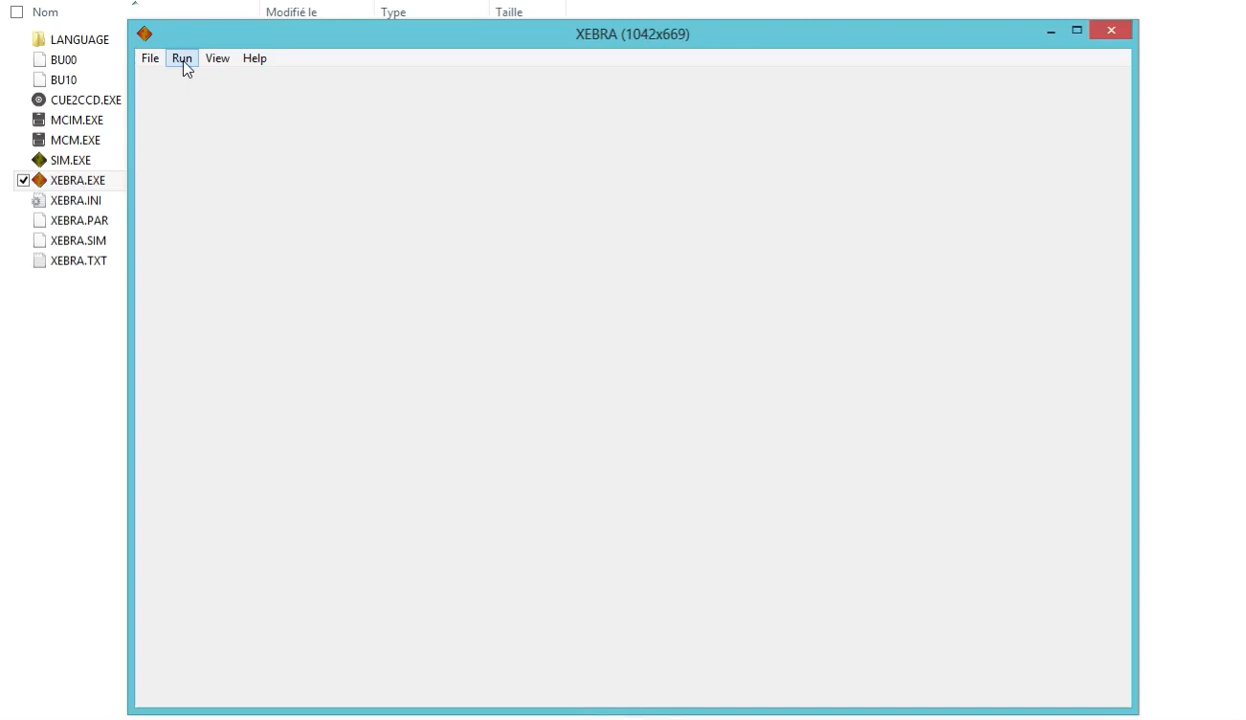 Nom Modifié le Type Taille
XEBRA (1042x669)
File Run View Help
LANGUAGE
BU00
BU10
CUE2CCD.EXE
MCIM.EXE
MCM.EXE
SIM.EXE
XEBRA.EXE
XEBRA.INI
XEBRA.PAR
XEBRA.SIM
XEBRA.TXT